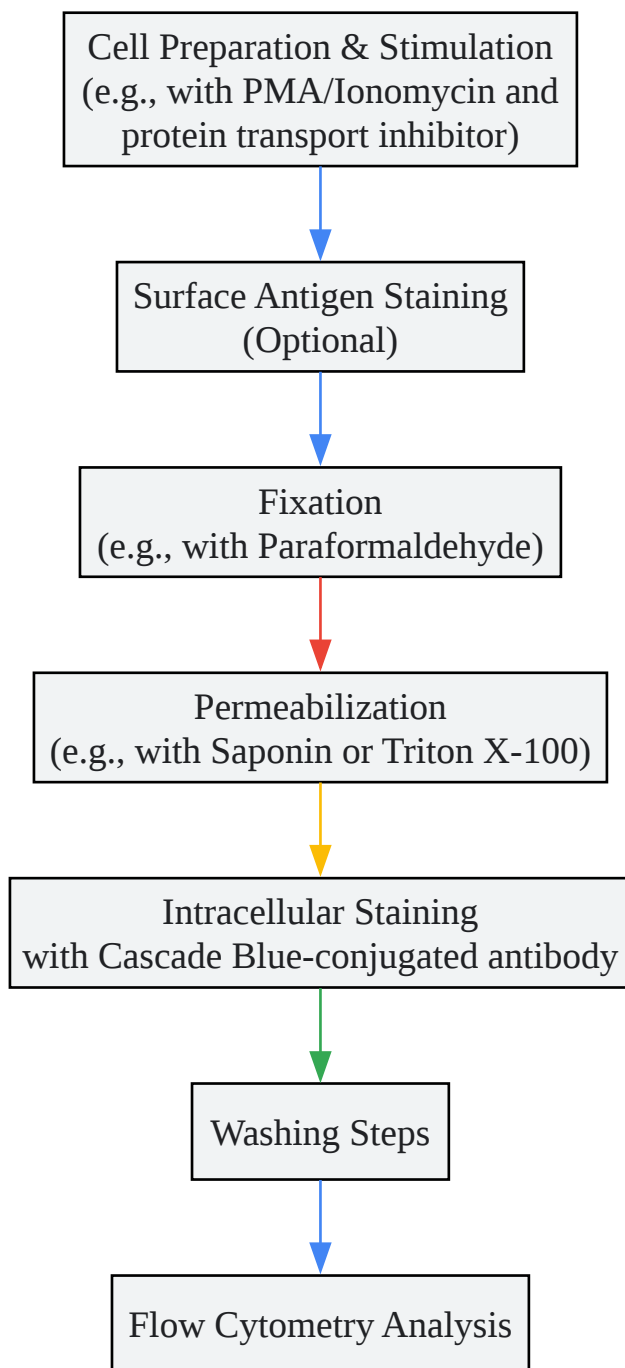 Cell Preparation & Stimulation
(e.g., with PMA/Ionomycin and
protein transport inhibitor)
Surface Antigen Staining
(Optional)
Fixation
(e.g., with Paraformaldehyde)
Permeabilization
(e.g., with Saponin or Triton X-100)
Intracellular Staining
with Cascade Blue-conjugated antibody
Washing Steps
Flow Cytometry Analysis